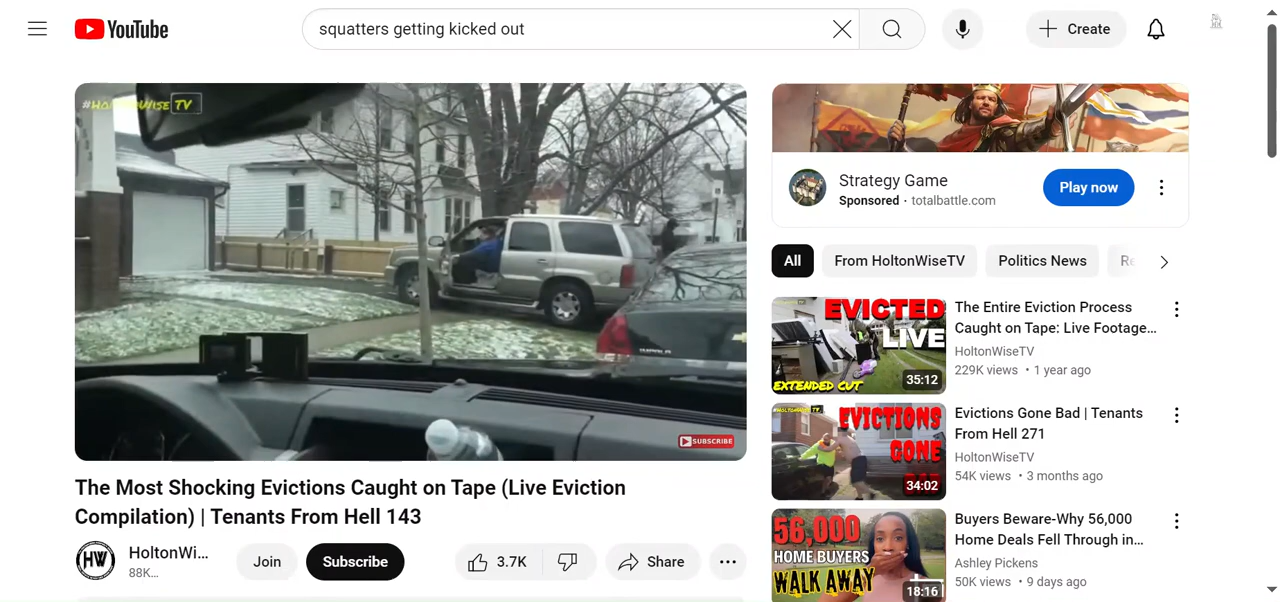 YouTube
squatters getting kicked out
Create
#HoltonWise TV
SUBSCRIBE
The Most Shocking Evictions Caught on Tape (Live Eviction
Compilation) | Tenants From Hell 143
HW
HoltonWi...
88K...
Join
Subscribe
3.7K
Share
Strategy Game
Sponsored · totalbattle.com
Play now
All
From HoltonWiseTV
Politics News
Re
EVICTED
LIVE
EXTENDED CUT
35:12
The Entire Eviction Process
Caught on Tape: Live Footage...
HoltonWiseTV
229K views • 1 year ago
#HOLTONWISE TV
EVICTIONS
GONE
BAD
34:02
Evictions Gone Bad | Tenants
From Hell 271
HoltonWiseTV
54K views • 3 months ago
56,000
HOME BUYERS
WALK AWAY
18:16
Buyers Beware-Why 56,000
Home Deals Fell Through in...
Ashley Pickens
50K views • 9 days ago